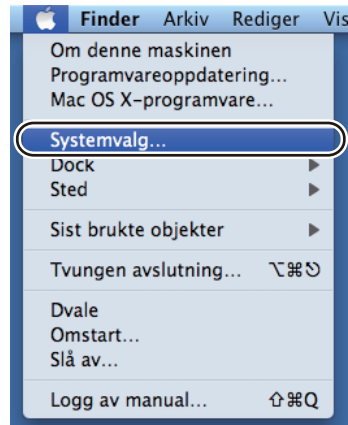 Finder Arkiv Rediger Vis
Om denne maskinen
Programvareoppdatering...
Mac OS X-programvare...
Systemvalg...
Dock
Sted
Sist brukte objekter
Tvungen avslutning... ⌥⌘⎋
Dvale
Omstart...
Slå av...
Logg av manual... ⇧⌘Q